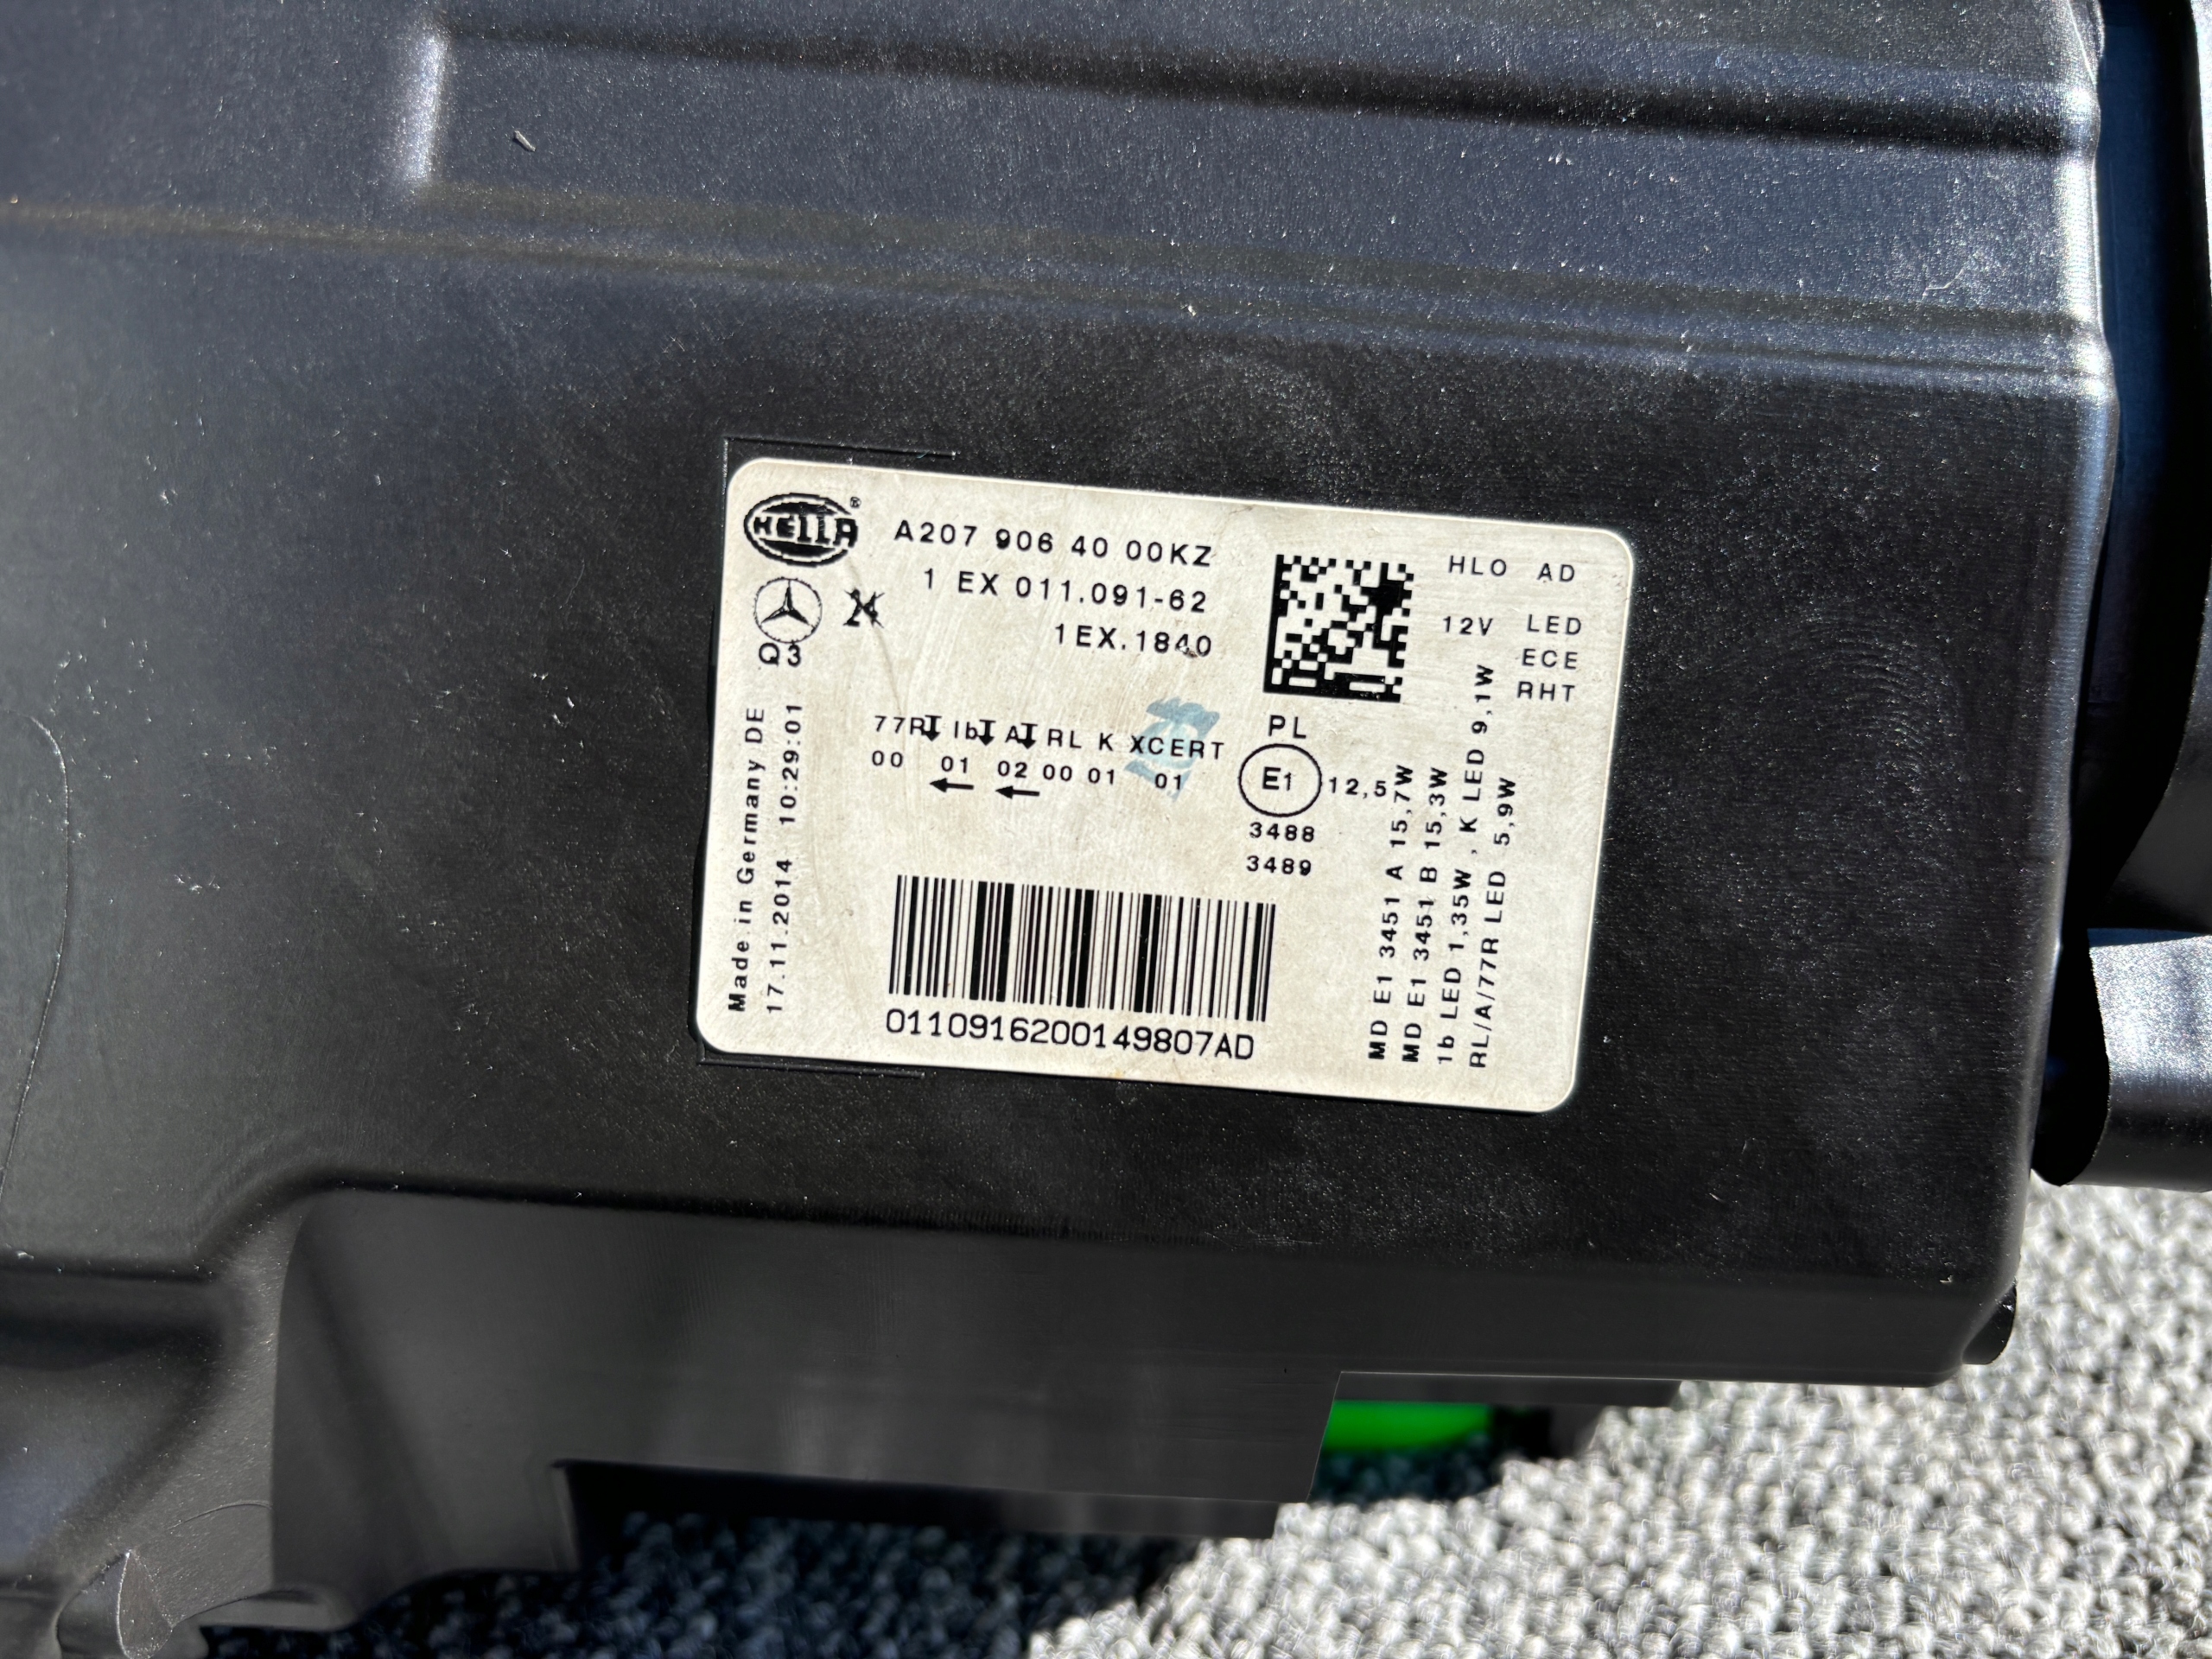 HELLA ®
A207 906 40 00KZ
1 EX 011.091-62
1EX.1840
Q3
HLO AD
12V LED
ECE
RHT
77R Ib A RL K XCERT
00 01 02 00 01 01
← ←
PL
E1 12,5
3488
3489
Made in Germany DE
17.11.2014 10:29:01
0110916200149807AD
MD E1 3451 A 15,7W
MD E1 3451 B 15,3W
1b LED 1,35W , K LED 9,1W
RL/A/77R LED 5,9W